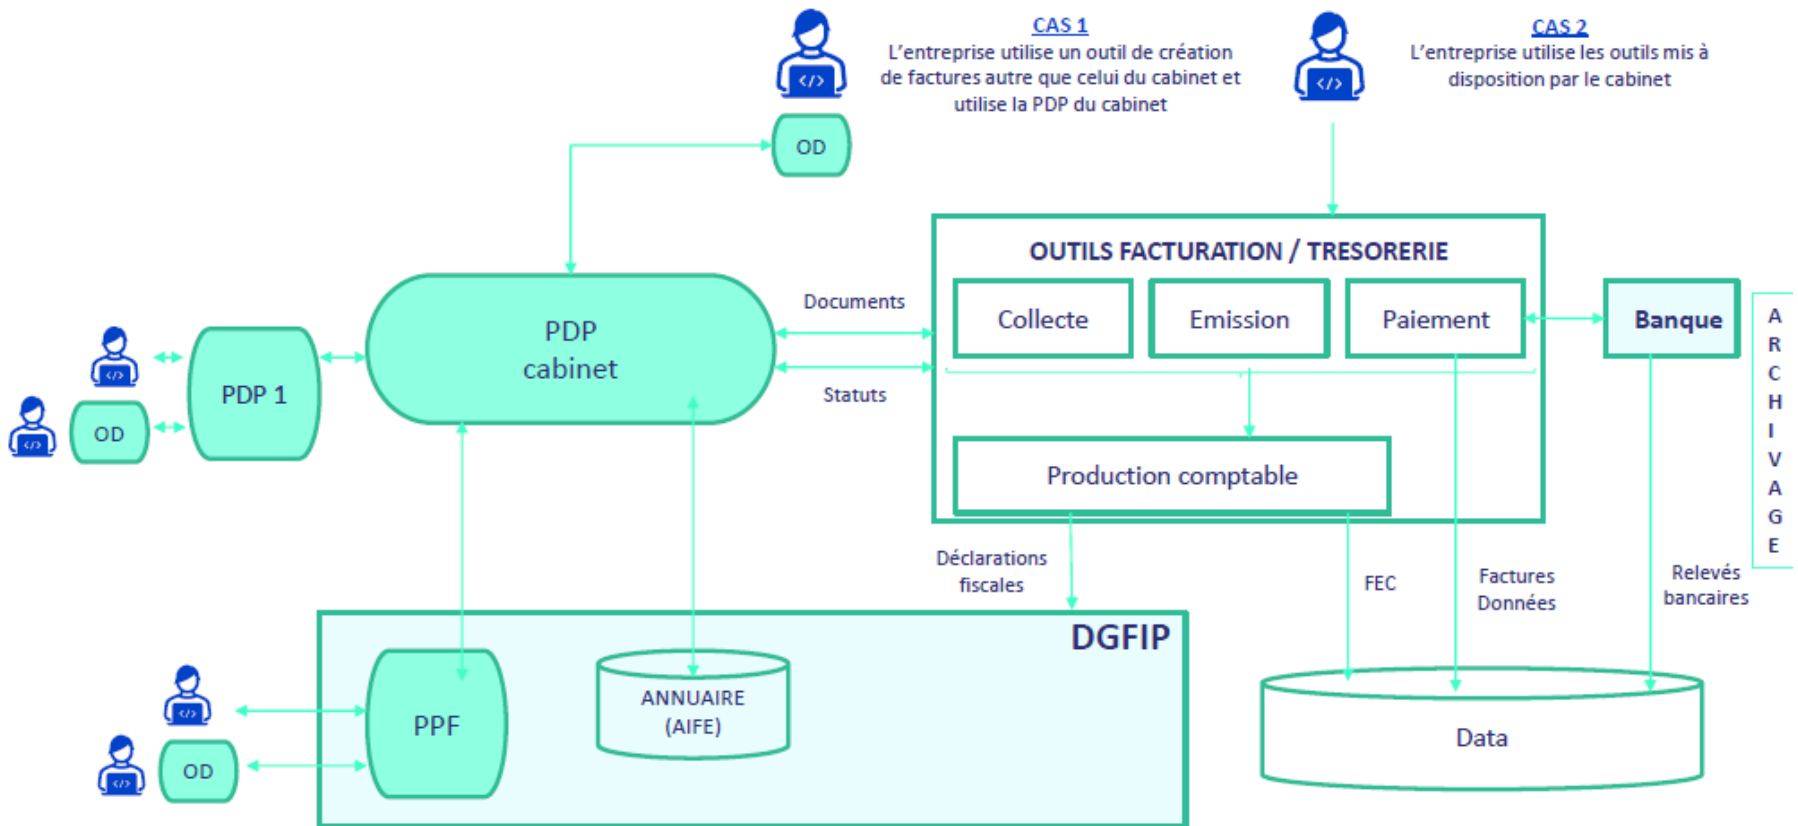 CAS 1
L'entreprise utilise un outil de création
de factures autre que celui du cabinet et
utilise la PDP du cabinet
CAS 2
L'entreprise utilise les outils mis à
disposition par le cabinet
</>
</>
OD
OUTILS FACTURATION / TRESORERIE
Documents
Collecte
Emission
Paiement
Banque
ARCHIVAGE
PDP
cabinet
Statuts
</>
PDP 1
</>
OD
Production comptable
Déclarations
fiscales
FEC
Factures
Données
Relevés
bancaires
DGFIP
</>
PPF
ANNUAIRE
(AIFE)
Data
</>
OD